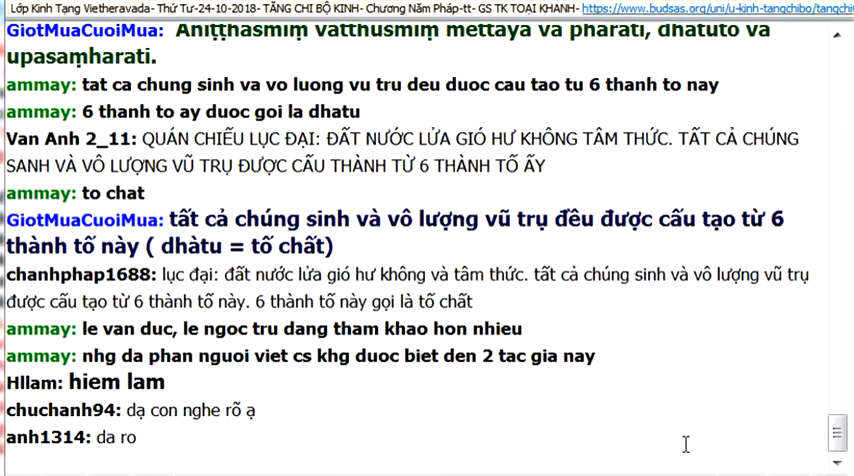 Lớp Kinh Tạng Vietheravada- Thứ Tư-24-10-2018- TĂNG CHI BỘ KINH- Chương Năm Pháp-tt- GS TK TOẠI KHANH- https://www.budsas.org/uni/u-kinh-tangchibo/tangchi
GiotMuaCuoiMua: Aniṭṭhasmiṃ vatthusmiṃ mettāya vā pharati, dhātuto vā
upasaṃharati.
ammay: tat ca chung sinh va vo luong vu tru deu duoc cau tao tu 6 thanh to nay
ammay: 6 thanh to ay duoc goi la dhatu
Van Anh 2_11: QUÁN CHIẾU LỤC ĐẠI: ĐẤT NƯỚC LỬA GIÓ HƯ KHÔNG TÂM THỨC. TẤT CẢ CHÚNG
SANH VÀ VÔ LƯỢNG VŨ TRỤ ĐƯỢC CẤU THÀNH TỪ 6 THÀNH TỐ ẤY
ammay: to chat
GiotMuaCuoiMua: tất cả chúng sinh và vô lượng vũ trụ đều được cấu tạo từ 6
thành tố này ( dhàtu = tố chất)
chanhphap1688: lục đại: đất nước lửa gió hư không và tâm thức. tất cả chúng sinh và vô lượng vũ trụ
được cấu tạo từ 6 thành tố này. 6 thành tố này gọi là tố chất
ammay: le van duc, le ngoc tru dang tham khao hon nhieu
ammay: nhg da phan nguoi viet cs khg duoc biet den 2 tac gia nay
Hllam: hiem lam
chuchanh94: dạ con nghe rõ ạ
anh1314: da ro